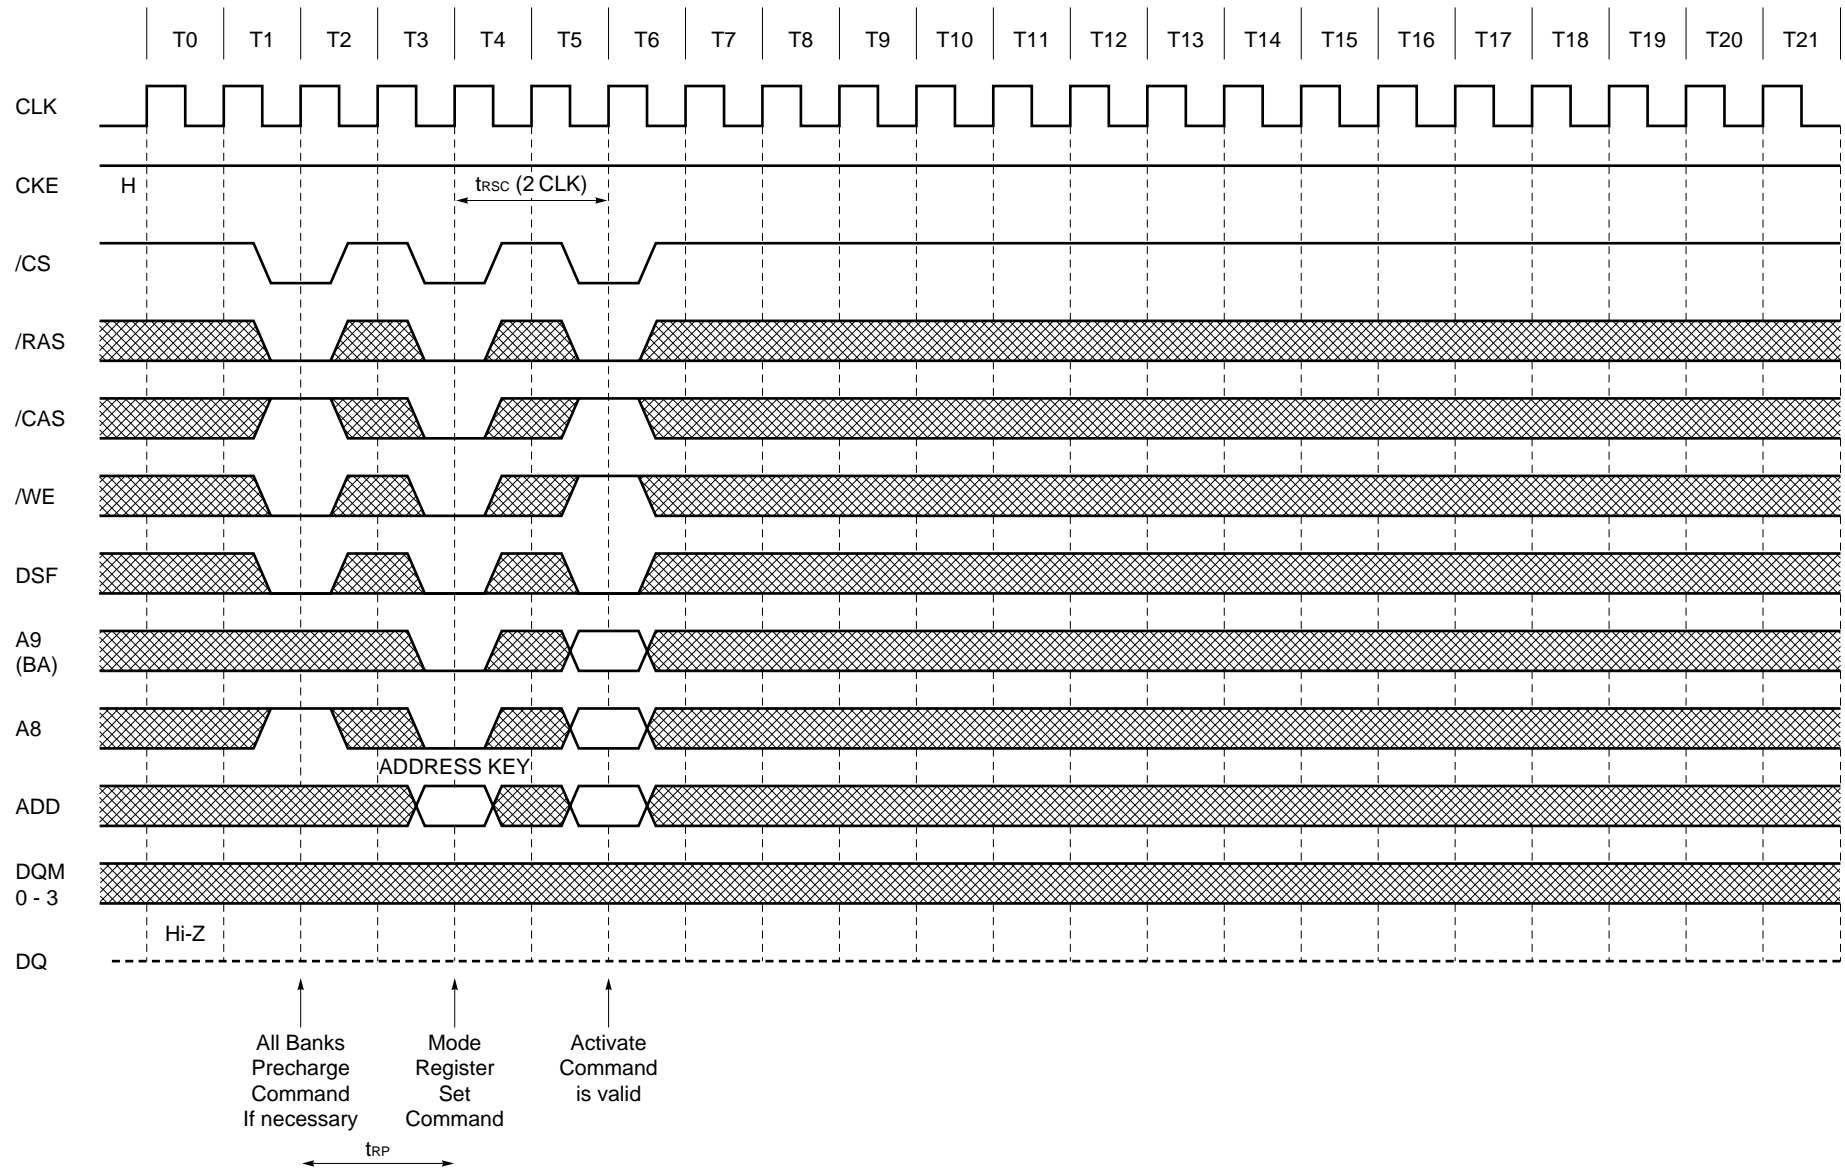 T0 T1 T2 T3 T4 T5 T6 T7 T8 T9 T10 T11 T12 T13 T14 T15 T16 T17 T18 T19 T20 T21
CLK
CKE H tRSC (2 CLK)
/CS
/RAS
/CAS
/WE
DSF
A9
(BA)
A8
ADDRESS KEY
ADD
DQM
0 - 3
Hi-Z
DQ
All Banks
Precharge
Command
If necessary
Mode
Register
Set
Command
Activate
Command
is valid
tRP